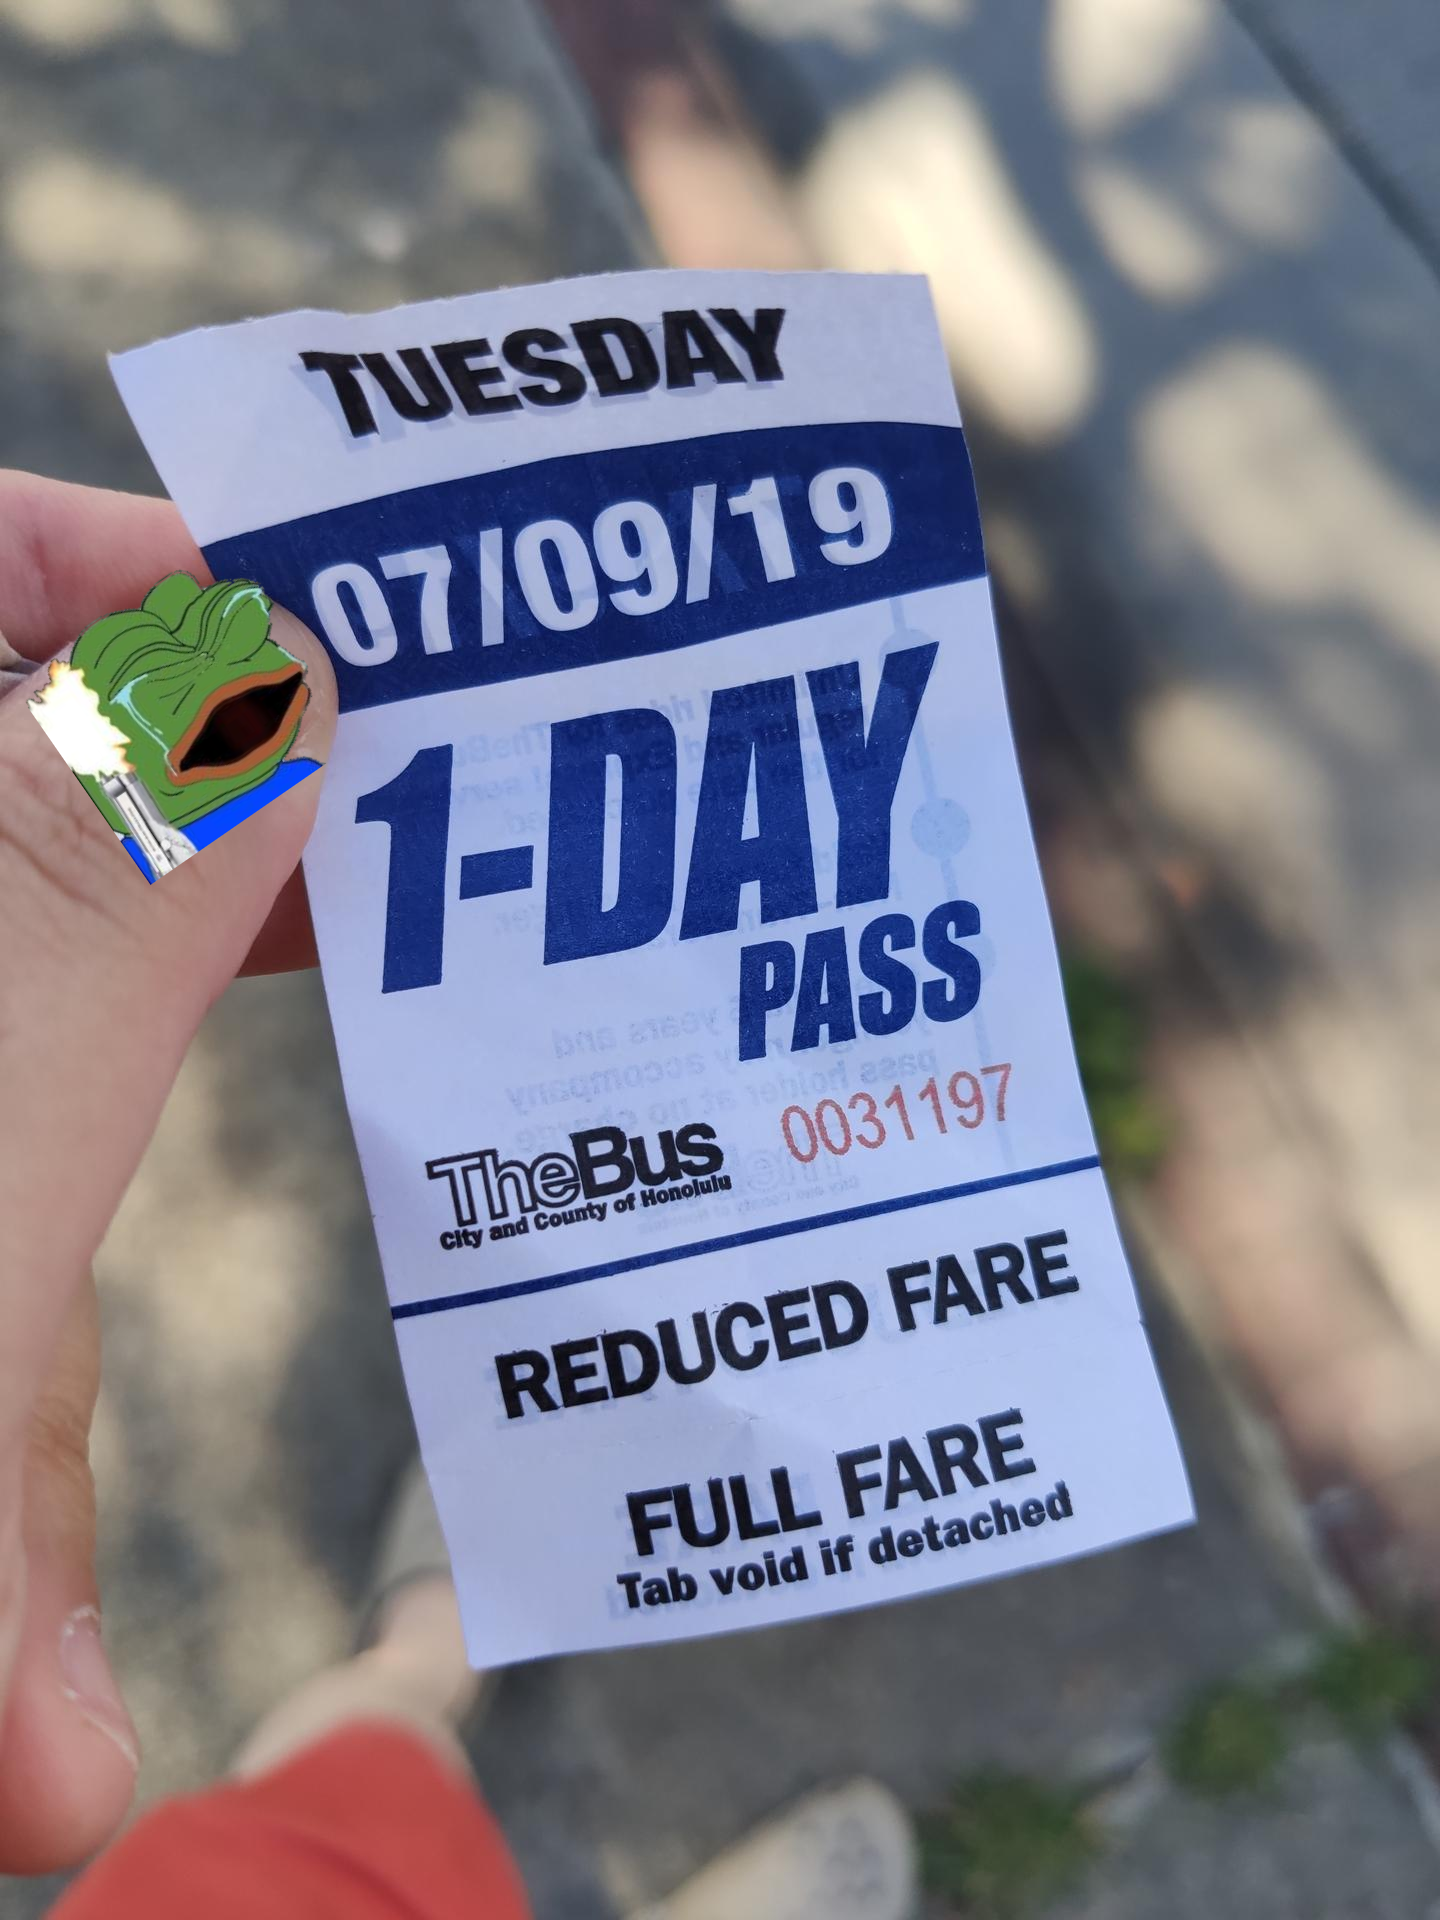 TUESDAY
07/09/19
1-DAY
PASS
0031197
TheBus
City and County of Honolulu
REDUCED FARE
FULL FARE
Tab void if detached